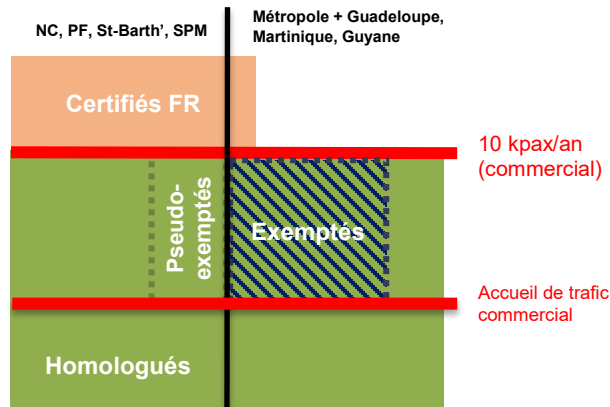 NC, PF, St-Barth', SPM
Métropole + Guadeloupe,
Martinique, Guyane
Certifiés FR
10 kpax/an
(commercial)
Pseudo-
exemptés
Exemptés
Accueil de trafic
commercial
Homologués